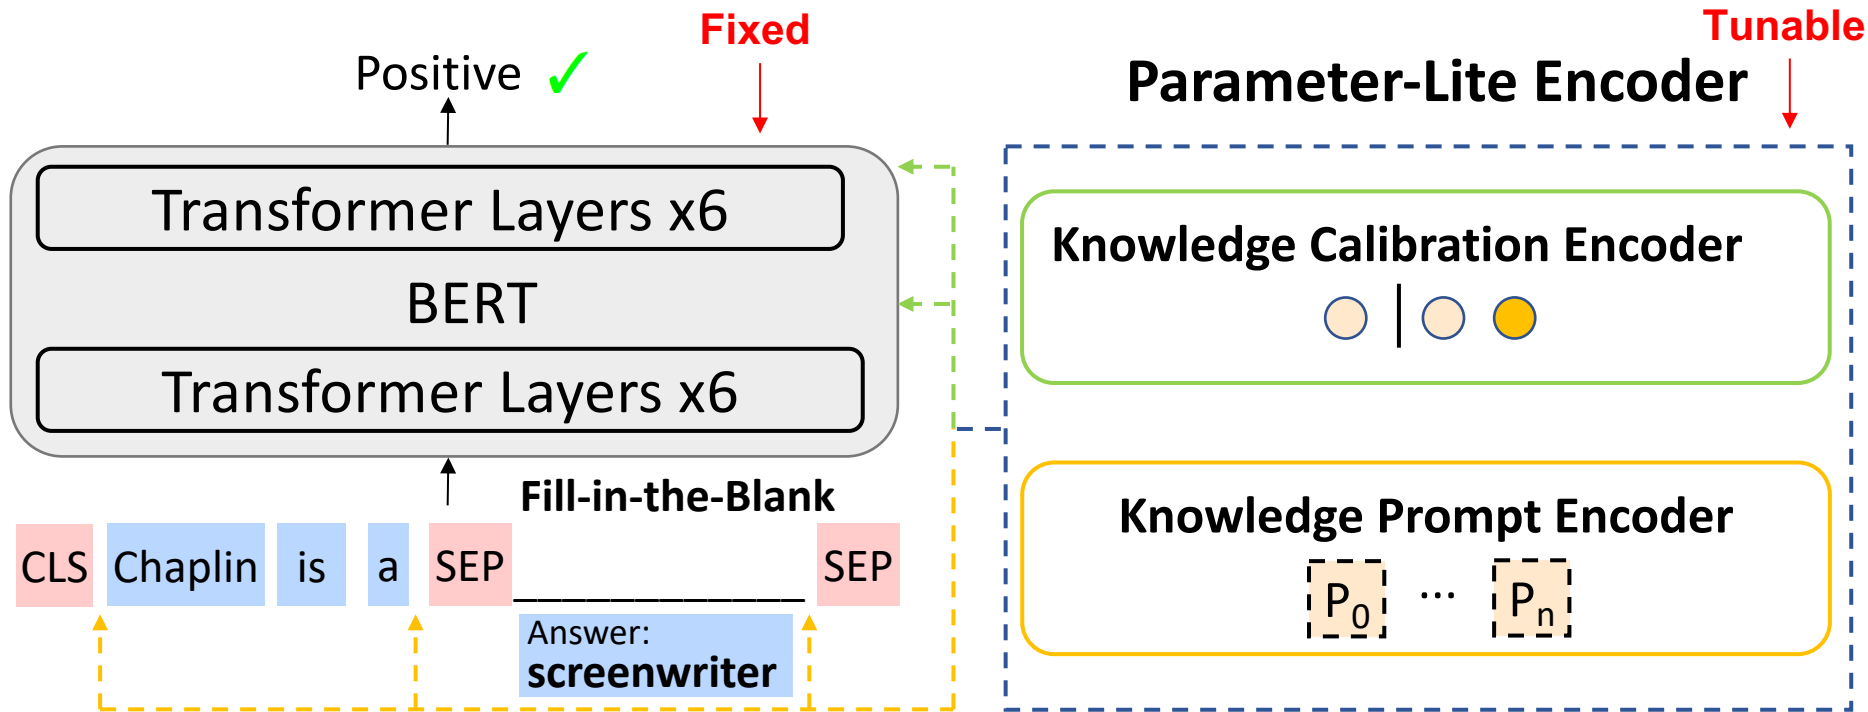 Fixed
Tunable
Positive ✓
Parameter-Lite Encoder
Transformer Layers x6
BERT
Transformer Layers x6
Knowledge Calibration Encoder
Fill-in-the-Blank
CLS Chaplin is a SEP ____________ SEP
Answer:
screenwriter
Knowledge Prompt Encoder
P0 ... Pn